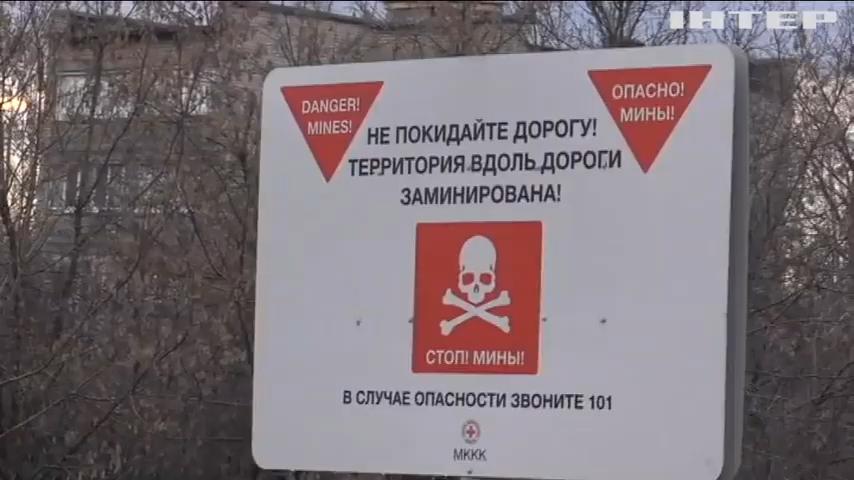 ІНТЕР
DANGER!
MINES!
ОПАСНО!
МИНЫ!
НЕ ПОКИДАЙТЕ ДОРОГУ!
ТЕРРИТОРИЯ ВДОЛЬ ДОРОГИ
ЗАМИНИРОВАНА!
СТОП! МИНЫ!
В СЛУЧАЕ ОПАСНОСТИ ЗВОНИТЕ 101
МККК